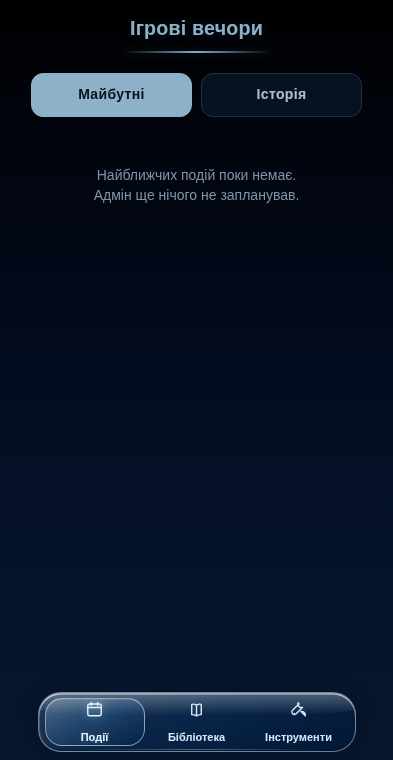 Ігрові вечори
Майбутні
Історія
Найближчих подій поки немає.
Адмін ще нічого не запланував.
Події
Бібліотека
Інструменти